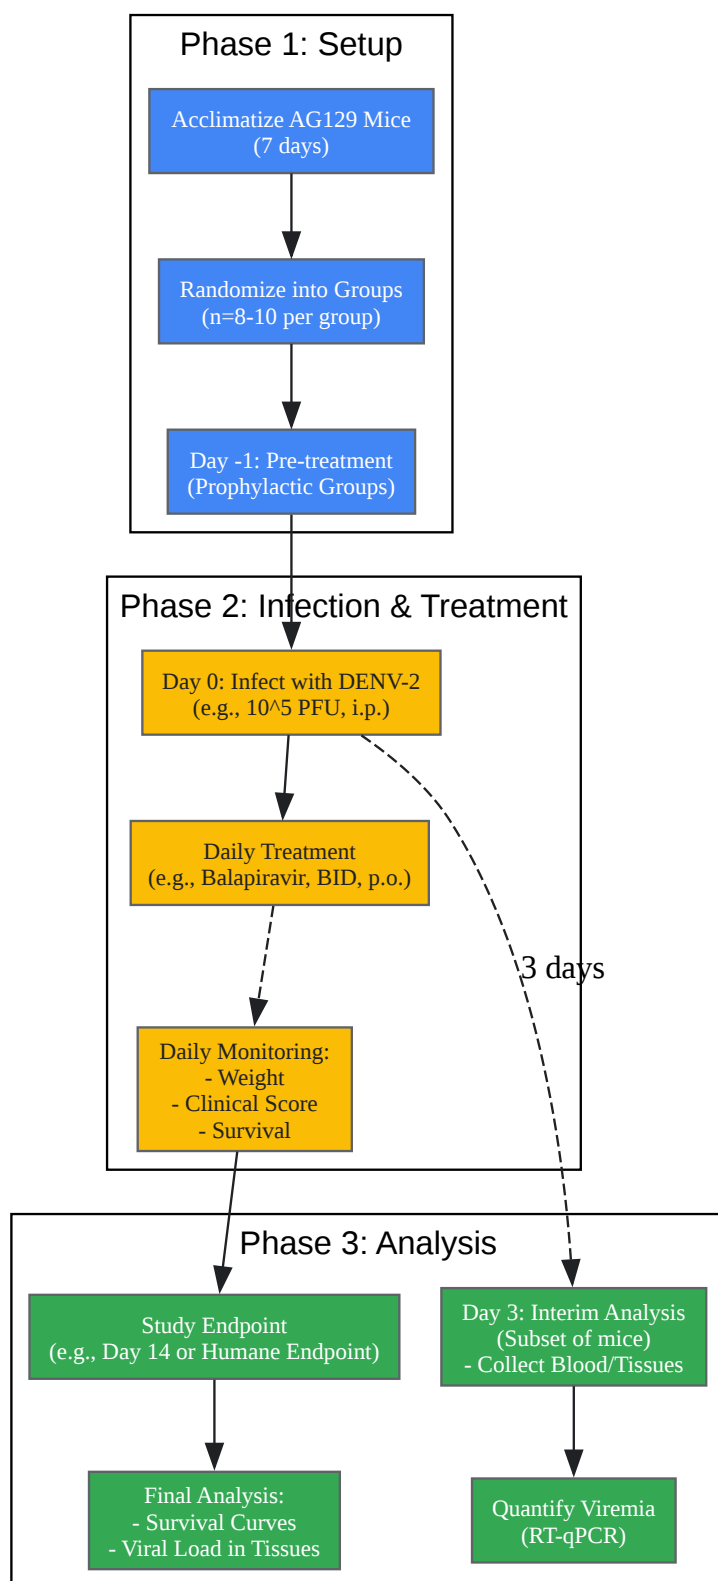 Phase 1: Setup
Acclimatize AG129 Mice
(7 days)
Randomize into Groups
(n=8-10 per group)
Day -1: Pre-treatment
(Prophylactic Groups)
Phase 2: Infection & Treatment
Day 0: Infect with DENV-2
(e.g., 10^5 PFU, i.p.)
Daily Treatment
(e.g., Balapiravir, BID, p.o.)
3 days
Daily Monitoring:
- Weight
- Clinical Score
- Survival
Phase 3: Analysis
Study Endpoint
(e.g., Day 14 or Humane Endpoint)
Day 3: Interim Analysis
(Subset of mice)
- Collect Blood/Tissues
Final Analysis:
- Survival Curves
- Viral Load in Tissues
Quantify Viremia
(RT-qPCR)